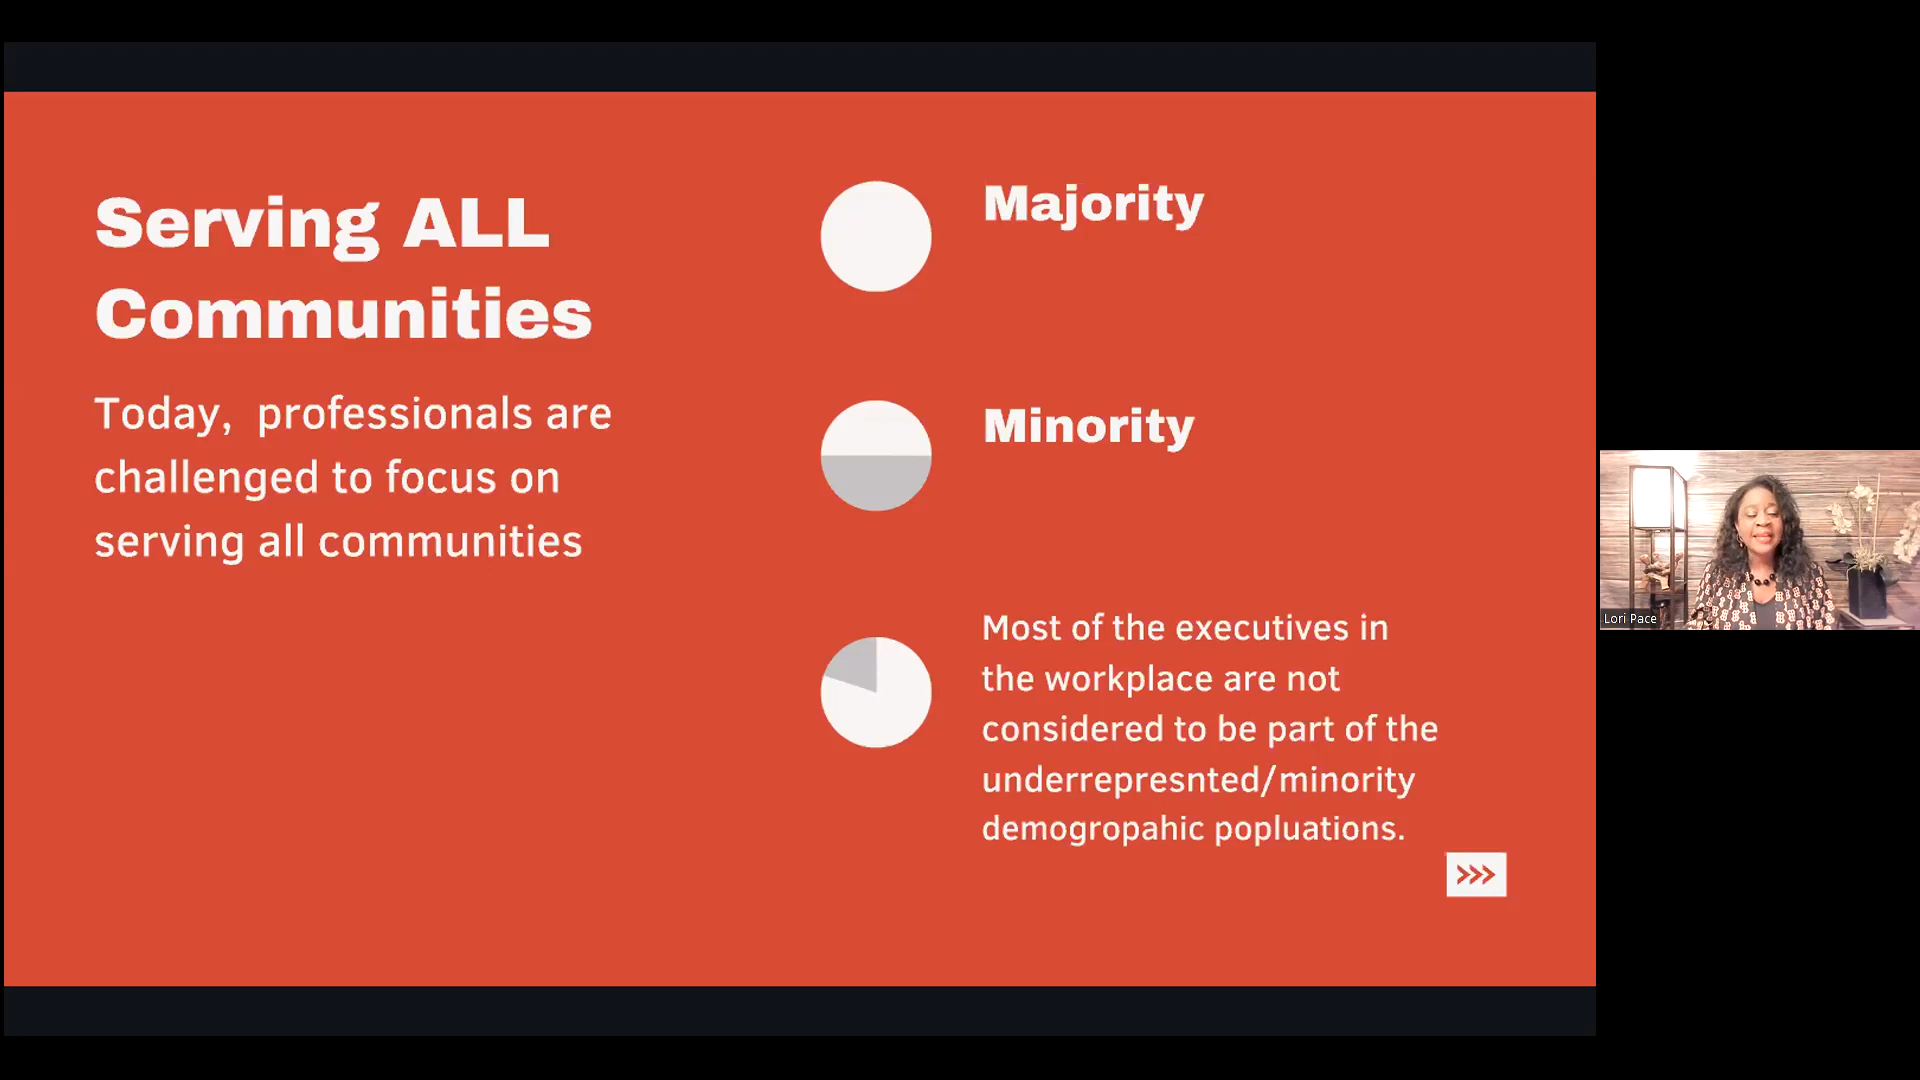 Serving ALL
Communities
Today, professionals are
challenged to focus on
serving all communities
Majority
Minority
Most of the executives in
the workplace are not
considered to be part of the
underrepresnted/minority
demogropahic popluations.
Lori Pace